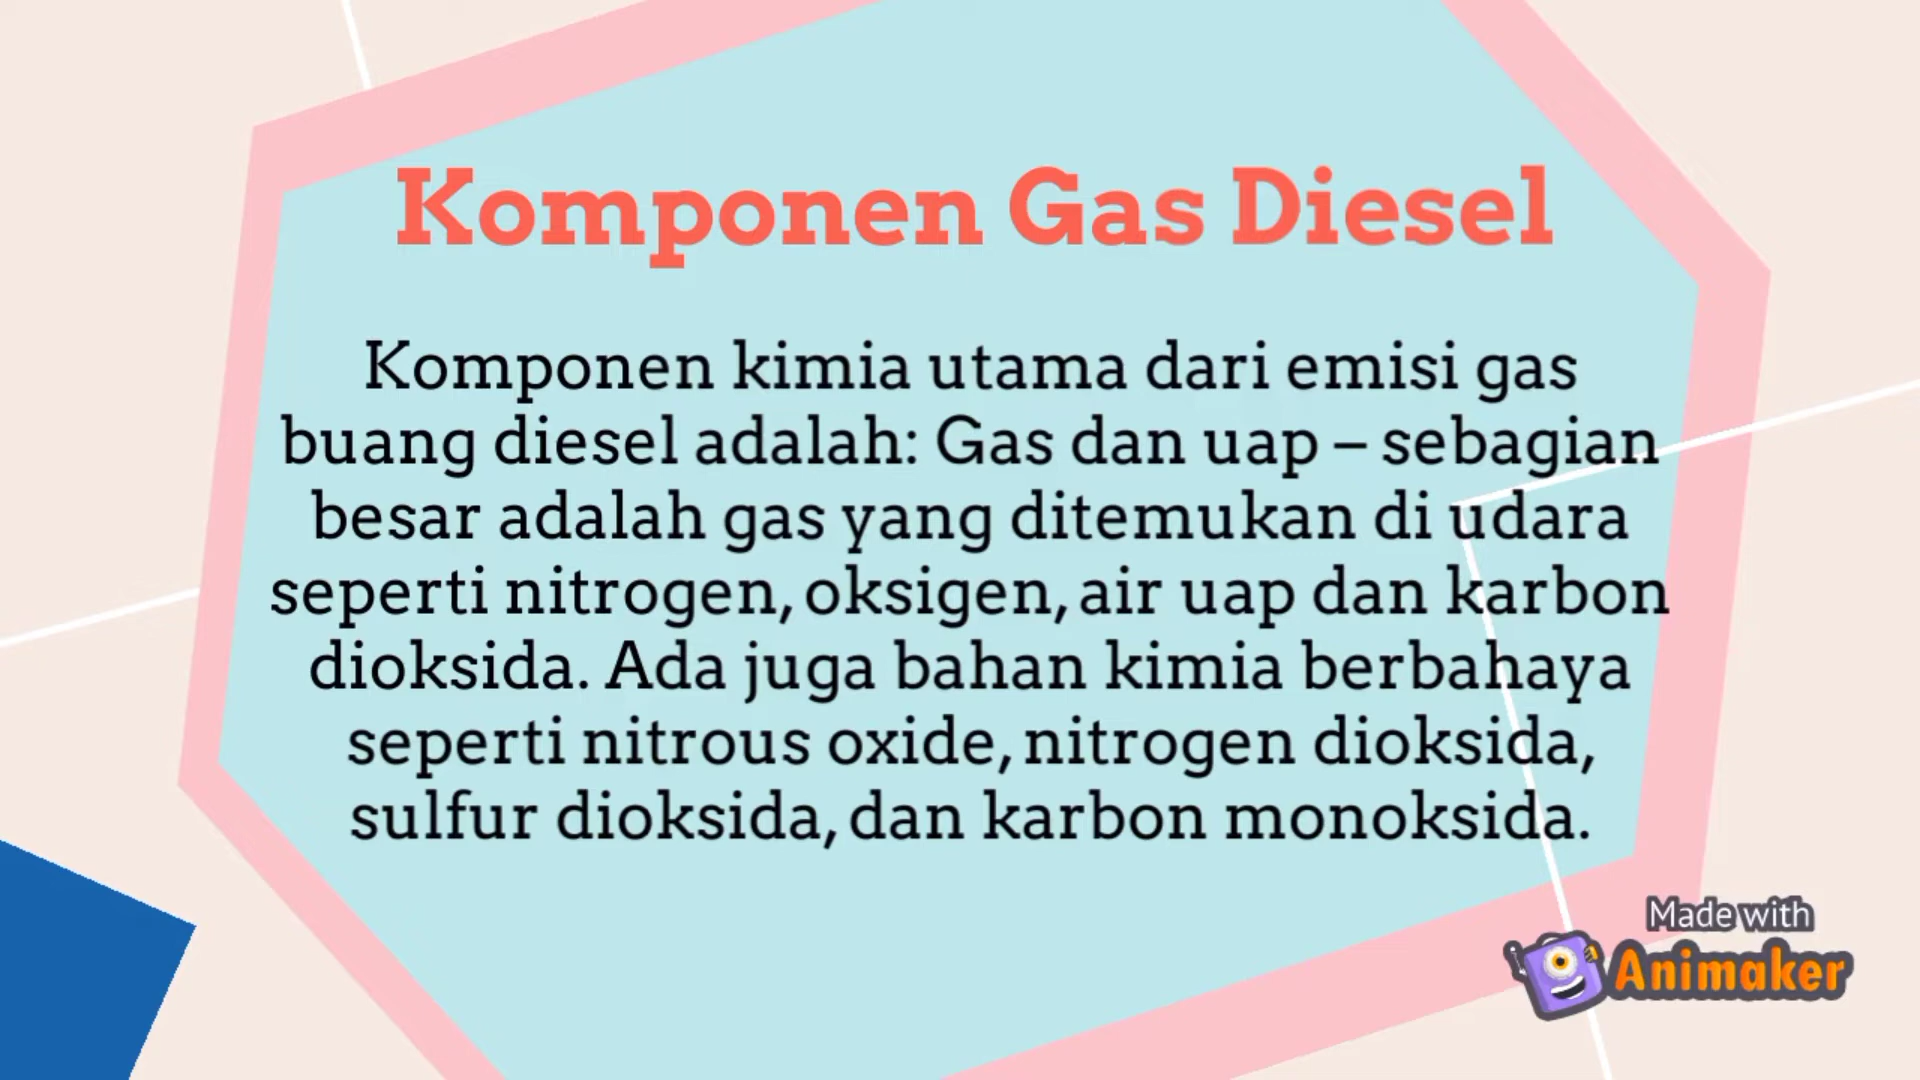 Komponen Gas Diesel
Komponen kimia utama dari emisi gas
buang diesel adalah: Gas dan uap – sebagian
besar adalah gas yang ditemukan di udara
seperti nitrogen, oksigen, air uap dan karbon
dioksida. Ada juga bahan kimia berbahaya
seperti nitrous oxide, nitrogen dioksida,
sulfur dioksida, dan karbon monoksida.
Made with
Animaker